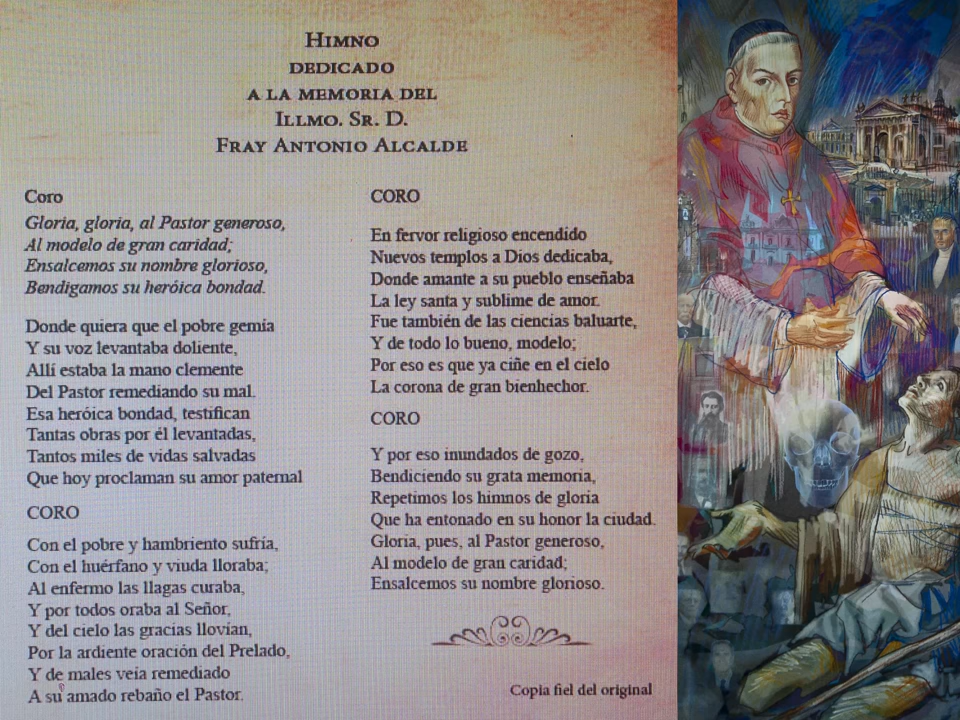 HIMNO
DEDICADO
A LA MEMORIA DEL
ILLMO. SR. D.
FRAY ANTONIO ALCALDE
Coro
Gloria, gloria, al Pastor generoso,
Al modelo de gran caridad;
Ensalcemos su nombre glorioso,
Bendigamos su heróica bondad.
Donde quiera que el pobre gemía
Y su voz levantaba doliente,
Allí estaba la mano clemente
Del Pastor remediando su mal.
Esa heróica bondad, testifican
Tantas obras por él levantadas,
Tantos miles de vidas salvadas
Que hoy proclaman su amor paternal
CORO
Con el pobre y hambriento sufría,
Con el huérfano y viuda lloraba;
Al enfermo las llagas curaba,
Y por todos oraba al Señor,
Y del cielo las gracias llovían,
Por la ardiente oración del Prelado,
Y de males veía remediado
A su amado rebaño el Pastor.
CORO
En fervor religioso encendido
Nuevos templos a Dios dedicaba,
Donde amante a su pueblo enseñaba
La ley santa y sublime de amor.
Fue también de las ciencias baluarte,
Y de todo lo bueno, modelo;
Por eso es que ya ciñe en el cielo
La corona de gran bienhechor.
CORO
Y por eso inundados de gozo,
Bendiciendo su grata memoria,
Repetimos los himnos de gloria
Que ha entonado en su honor la ciudad.
Gloria, pues, al Pastor generoso,
Al modelo de gran caridad;
Ensalcemos su nombre glorioso.
Copia fiel del original